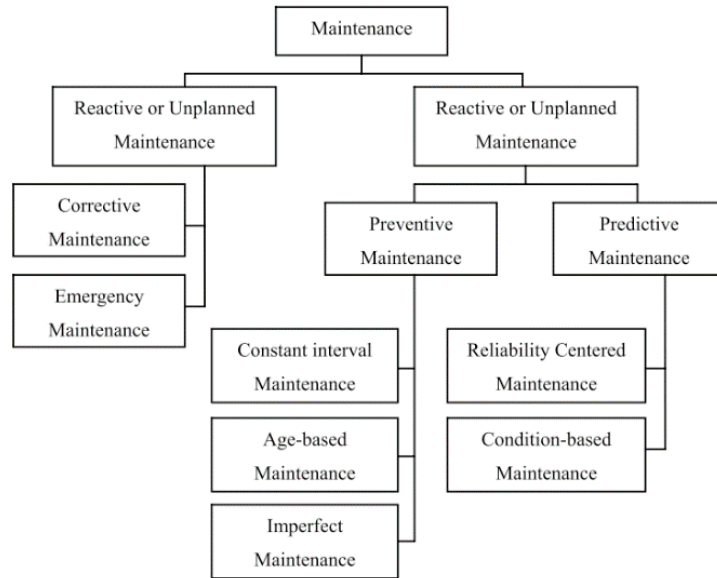 Maintenance
Reactive or Unplanned
Maintenance
Reactive or Unplanned
Maintenance
Corrective
Maintenance
Emergency
Maintenance
Preventive
Maintenance
Predictive
Maintenance
Constant interval
Maintenance
Age-based
Maintenance
Imperfect
Maintenance
Reliability Centered
Maintenance
Condition-based
Maintenance